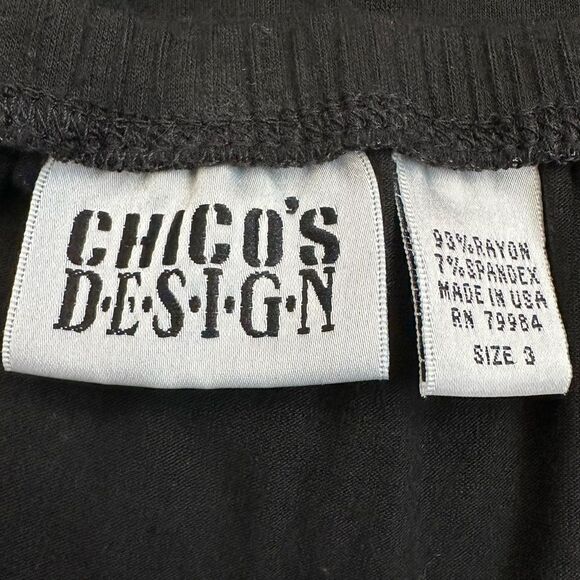 CHICO'S
D·E·S·I·G·N
93%RAYON
7%SPANDEX
MADE IN USA
RN 79984
SIZE 3